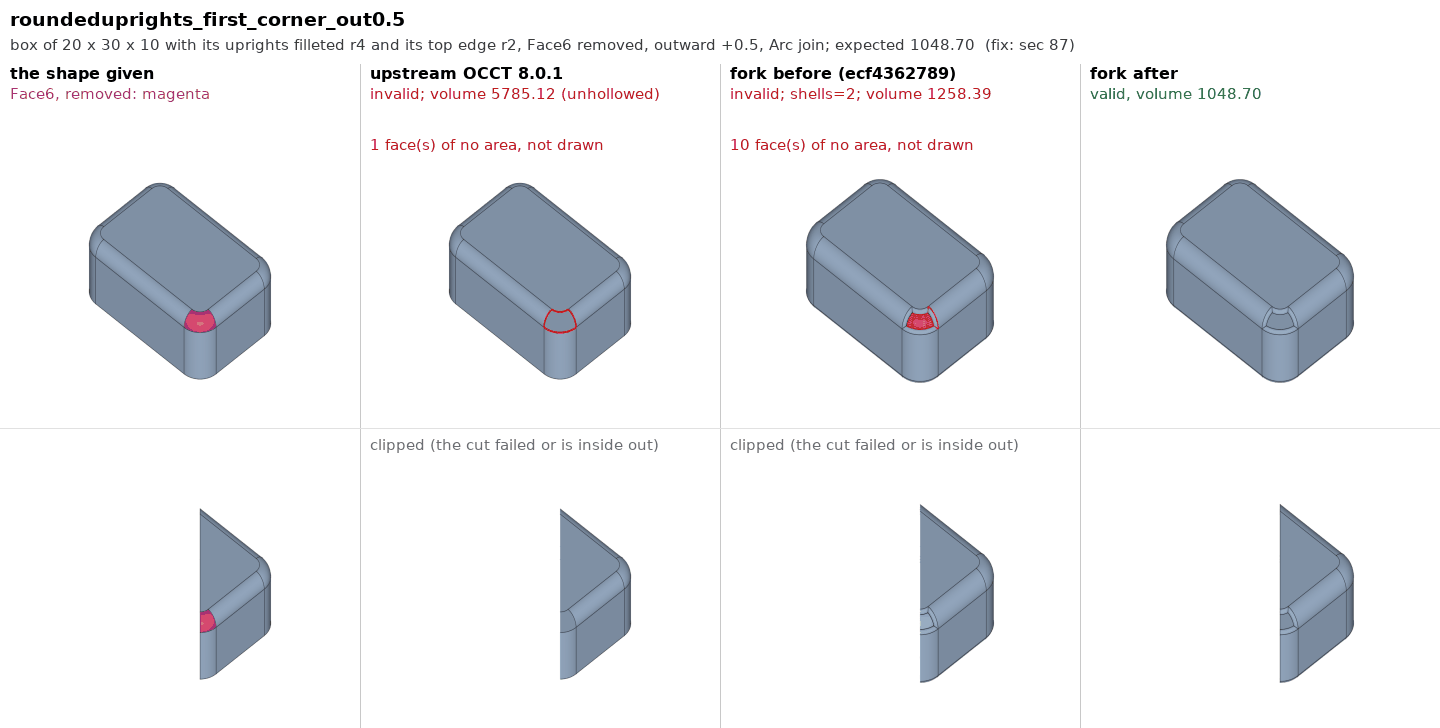 roundeduprights_first_corner_out0.5
box of 20 x 30 x 10 with its uprights filleted r4 and its top edge r2, Face6 removed, outward +0.5, Arc join; expected 1048.70  (fix: sec 87)
the shape given
Face6, removed: magenta
upstream OCCT 8.0.1
invalid; volume 5785.12 (unhollowed)
1 face(s) of no area, not drawn
fork before (ecf4362789)
invalid; shells=2; volume 1258.39
10 face(s) of no area, not drawn
fork after
valid, volume 1048.70
clipped (the cut failed or is inside out)
clipped (the cut failed or is inside out)